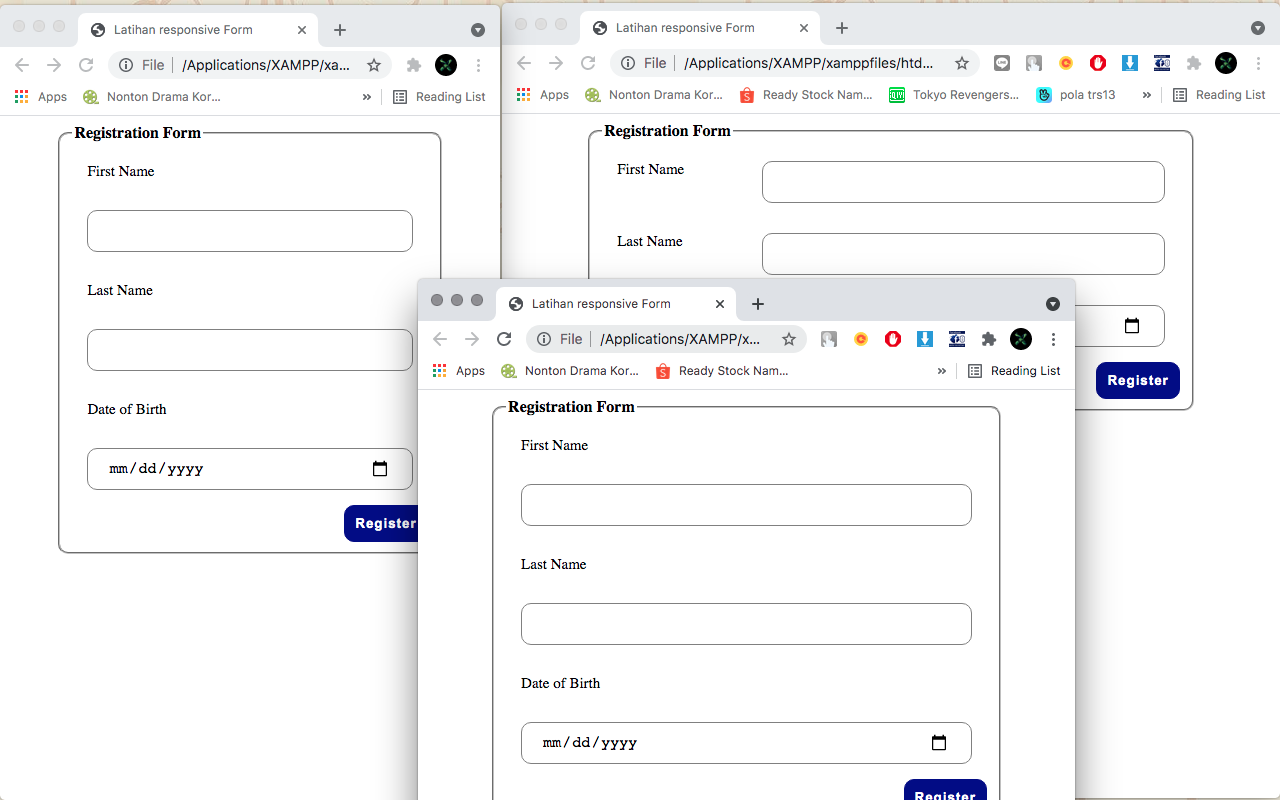 Latihan responsive Form
File /Applications/XAMPP/xa...
Apps Nonton Drama Kor... » Reading List
Registration Form
First Name
Last Name
Date of Birth
mm/dd/yyyy
Register
Latihan responsive Form
File /Applications/XAMPP/xamppfiles/htd...
Apps Nonton Drama Kor... Ready Stock Nam... Tokyo Revengers... pola trs13 » Reading List
Registration Form
First Name
Last Name
Register
Latihan responsive Form
File /Applications/XAMPP/x...
Apps Nonton Drama Kor... Ready Stock Nam... » Reading List
Registration Form
First Name
Last Name
Date of Birth
mm/dd/yyyy
Register